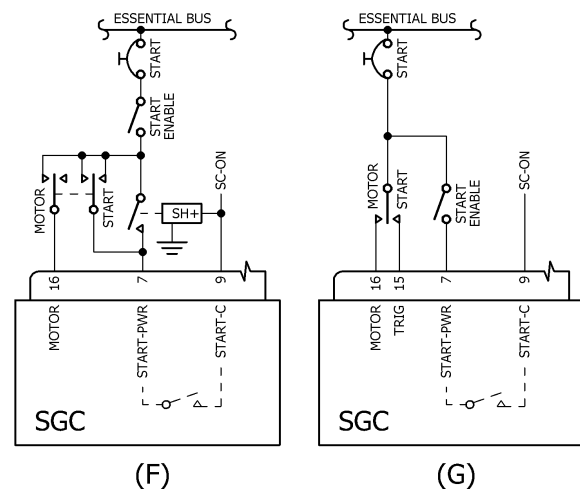 ESSENTIAL BUS
START
START
ENABLE
MOTOR
START
SH+
SC-ON
16
7
9
MOTOR
START-PWR
START-C
SGC
(F)
ESSENTIAL BUS
START
MOTOR
START
START
ENABLE
SC-ON
16
15
7
9
MOTOR
TRIG
START-PWR
START-C
SGC
(G)